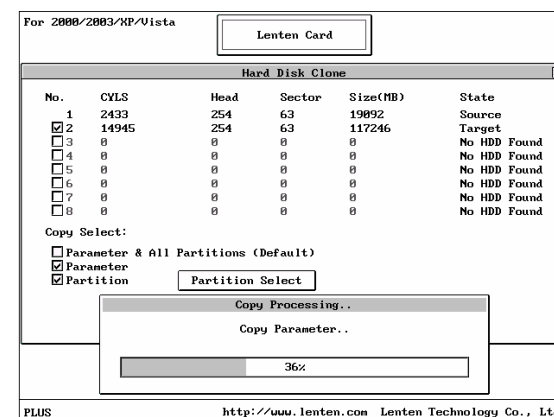 For 2000/2003/XP/Vista
Lenten Card
Hard Disk Clone
No. CYLS Head Sector Size(MB) State
1 2433 254 63 19092 Source
2 14945 254 63 117246 Target
3 0 0 0 0 No HDD Found
4 0 0 0 0 No HDD Found
5 0 0 0 0 No HDD Found
6 0 0 0 0 No HDD Found
7 0 0 0 0 No HDD Found
8 0 0 0 0 No HDD Found
Copy Select:
Parameter & All Partitions (Default)
Parameter
Partition Partition Select
Copy Processing..
Copy Parameter..
36%
PLUS http://www.lenten.com Lenten Technology Co., Lt